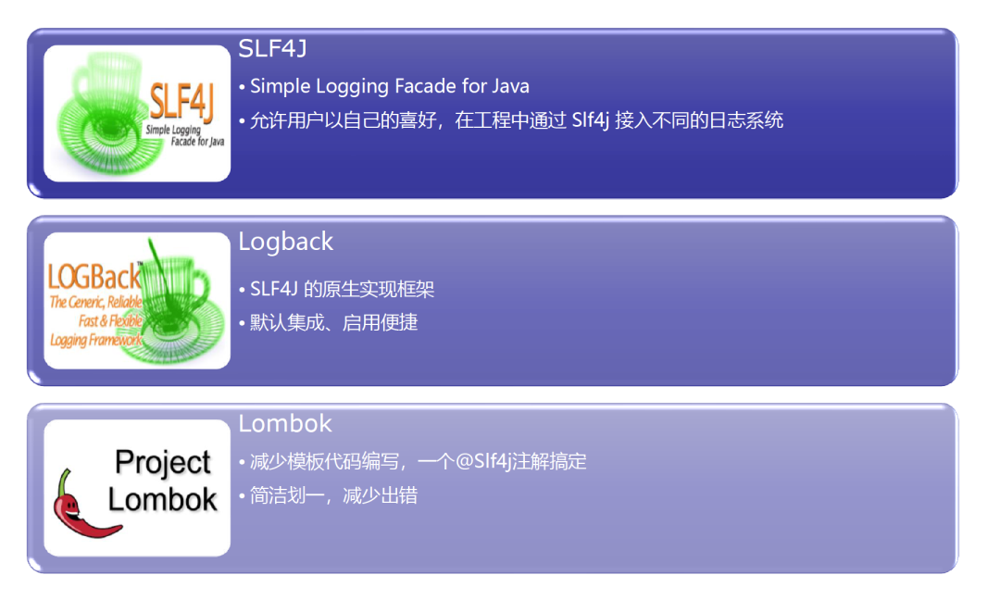 SLF4J
• Simple Logging Facade for Java
• 允许用户以自己的喜好，在工程中通过 Slf4j 接入不同的日志系统
SLF4J
Simple Logging
Facade for Java
Logback
• SLF4J 的原生实现框架
• 默认集成、启用便捷
LOGBack™
The Generic, Reliable
Fast & Flexible
Logging Framework
Lombok
• 减少模板代码编写，一个@Slf4j注解搞定
• 简洁划一，减少出错
Project
Lombok